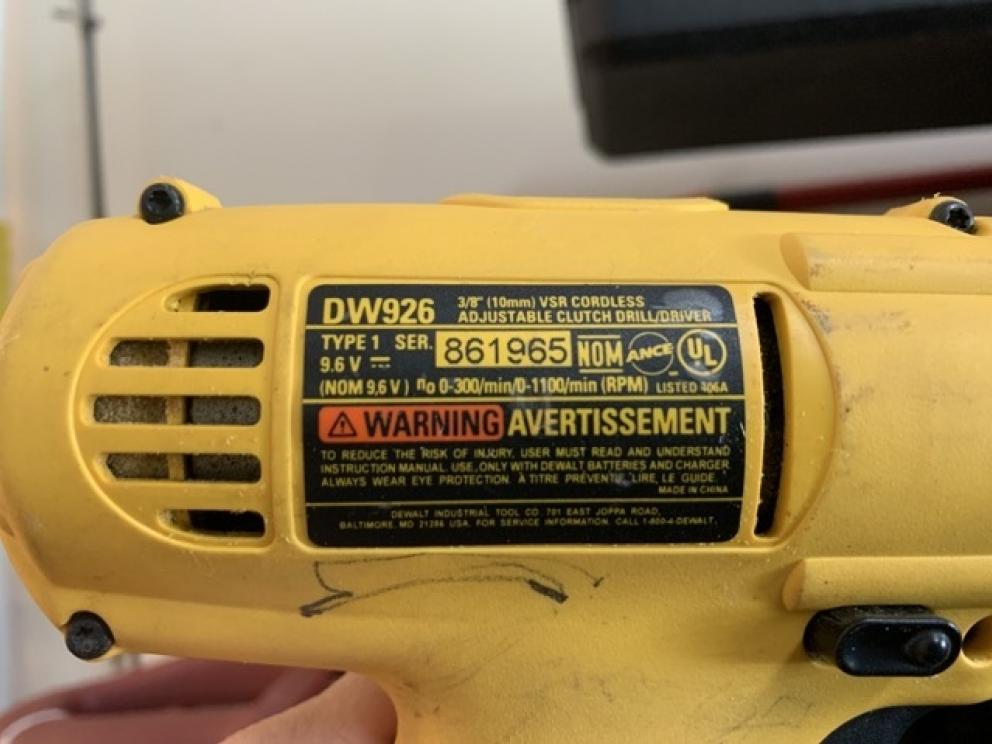 DW926 3/8" (10mm) VSR CORDLESS
ADJUSTABLE CLUTCH DRILL/DRIVER
TYPE 1 SER. 861965 NOM ANCE UL
9.6 V
(NOM 9,6 V) no 0-300/min/0-1100/min (RPM) LISTED 406A
WARNING AVERTISSEMENT
TO REDUCE THE RISK OF INJURY, USER MUST READ AND UNDERSTAND
INSTRUCTION MANUAL. USE ONLY WITH DEWALT BATTERIES AND CHARGER
ALWAYS WEAR EYE PROTECTION. À TITRE PRÉVENTIF, LIRE, LE GUIDE.
MADE IN CHINA
DEWALT INDUSTRIAL TOOL CO. 701 EAST JOPPA ROAD,
BALTIMORE, MD 21286 USA. FOR SERVICE INFORMATION, CALL 1-800-4-DEWALT.